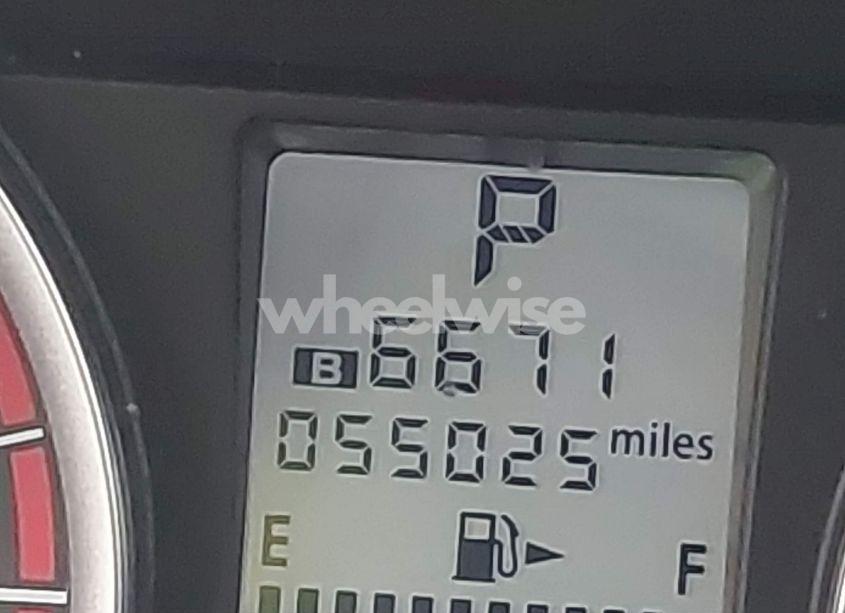 P
wheelwise
B 6671
055025 miles
E F